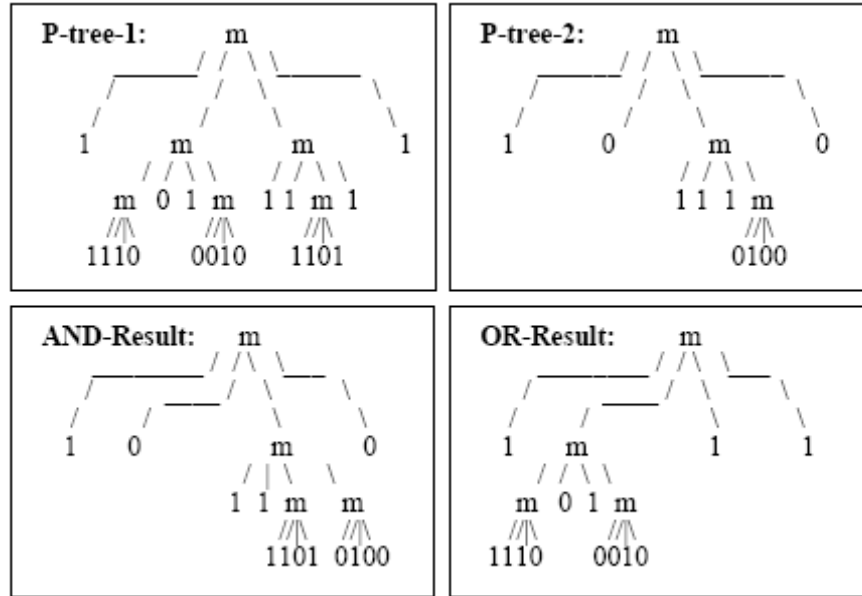 P-tree-1: m
1 m m 1
m 0 1 m 1 1 m 1
1110 0010 1101
P-tree-2: m
1 0 m 0
1 1 1 m
0100
AND-Result: m
1 0 m 0
1 1 m m
1101 0100
OR-Result: m
1 m 1 1
m 0 1 m
1110 0010